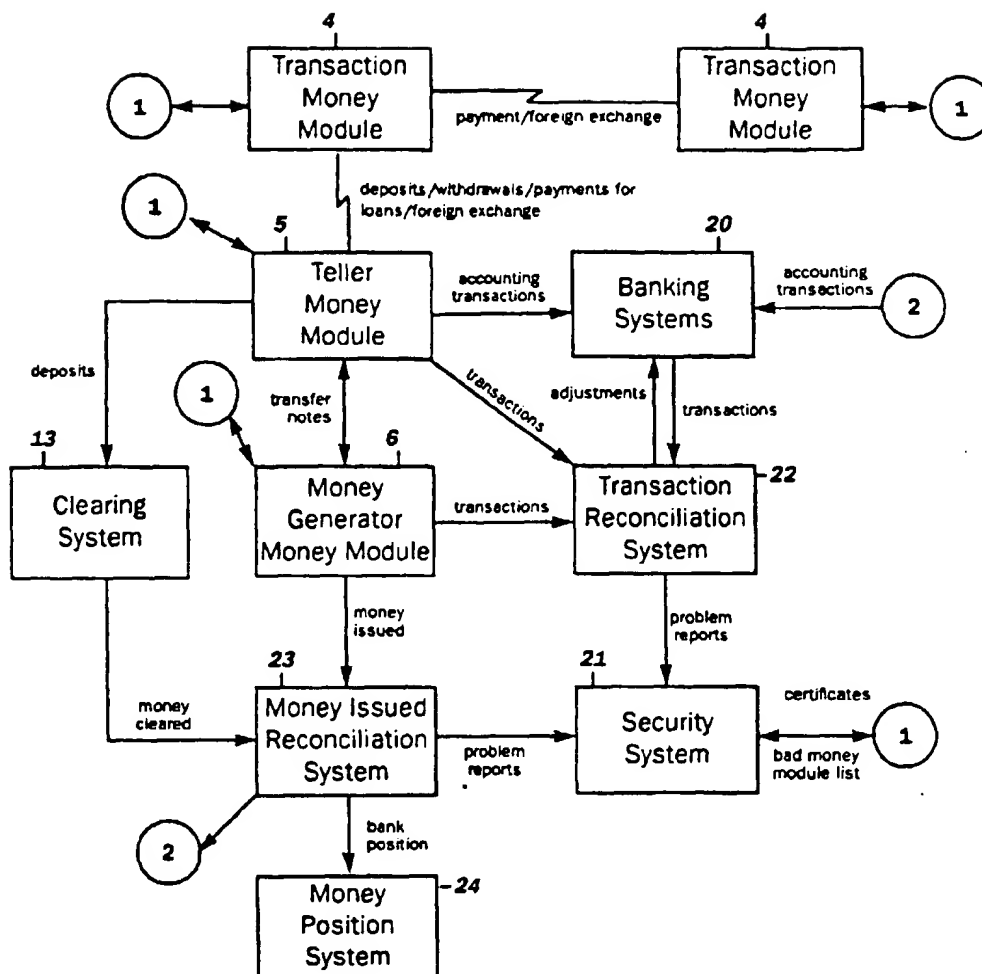 4
4
Transaction
Money
Module
Transaction
Money
Module
1
1
payment/foreign exchange
deposits/withdrawals/payments for
loans/foreign exchange
1
5
20
Teller
Money
Module
accounting
transactions
Banking
Systems
accounting
transactions
2
deposits
1
transfer
notes
transactions
adjustments
transactions
13
6
22
Clearing
System
Money
Generator
Money Module
transactions
Transaction
Reconciliation
System
money
issued
problem
reports
23
21
money
cleared
Money Issued
Reconciliation
System
problem
reports
Security
System
certificates
1
bad money
module list
2
bank
position
24
Money
Position
System